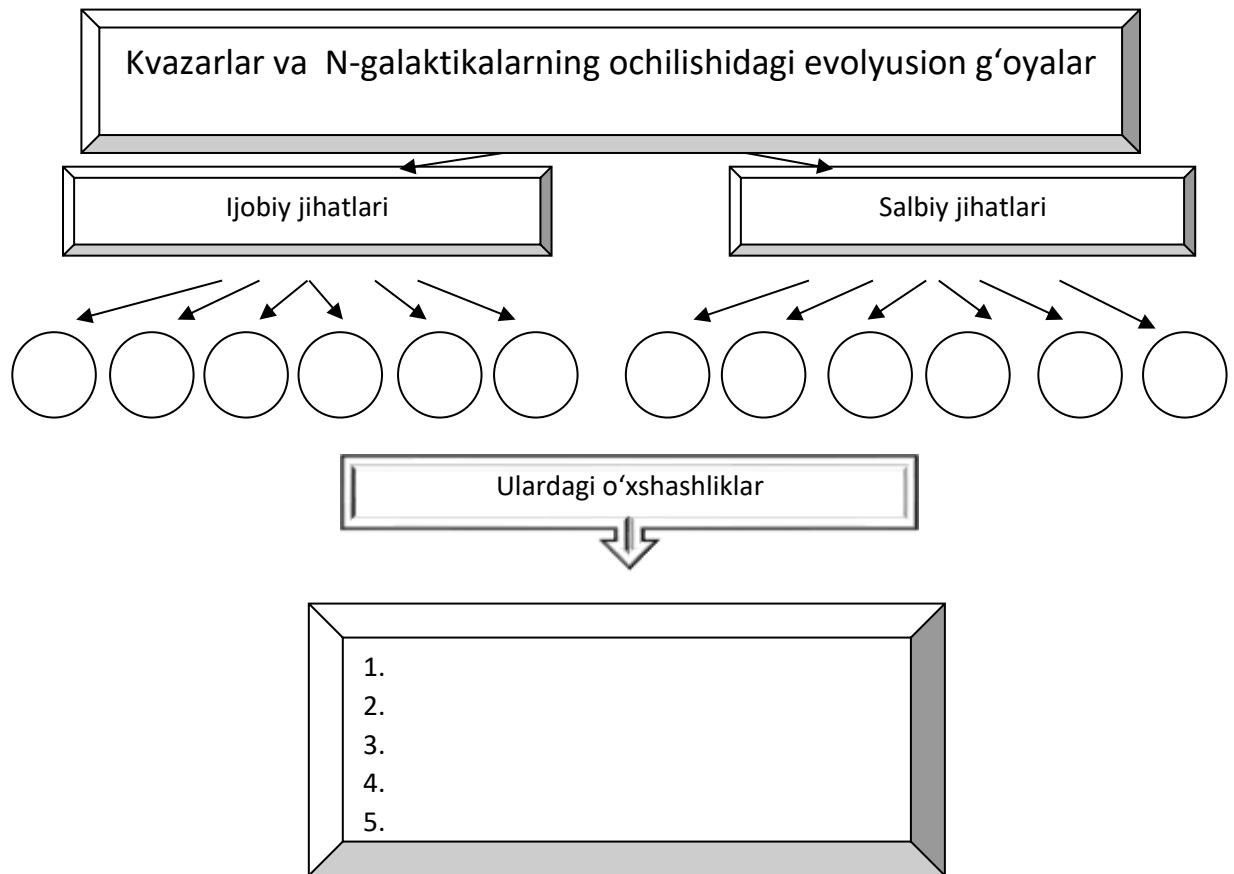 Kvazarlar va N-galaktikalarning ochilishidagi evolyusion g‘oyalar
Ijobiy jihatlari
Salbiy jihatlari
Ulardagi o‘xshashliklar
1.
2.
3.
4.
5.